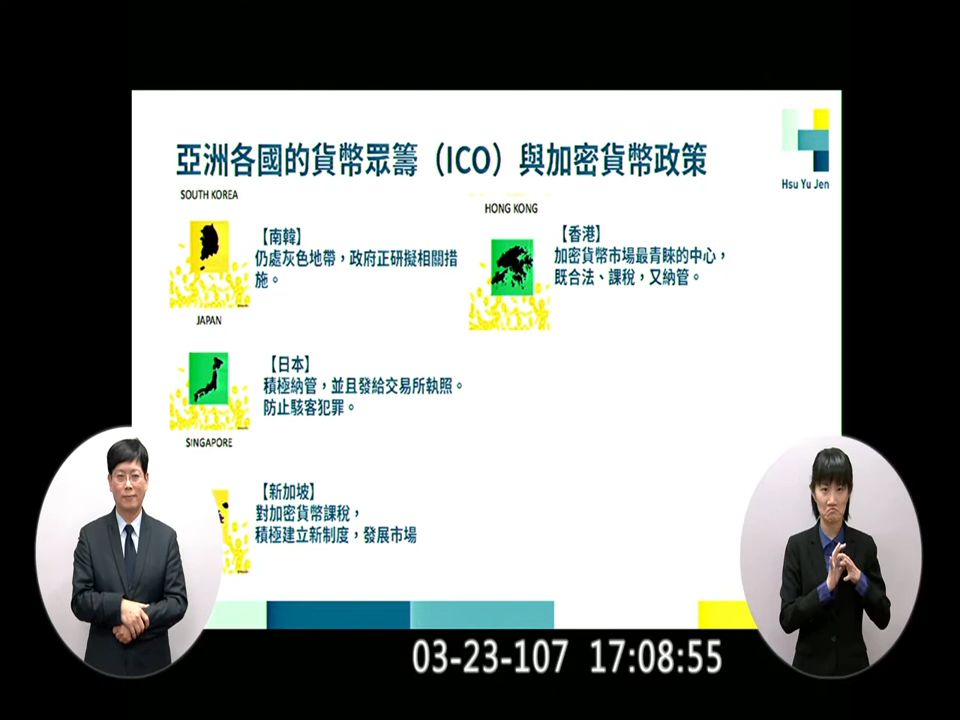 亞洲各國的貨幣眾籌（ICO）與加密貨幣政策
Hsu Yu Jen
SOUTH KOREA
【南韓】
仍處灰色地帶，政府正研擬相關措
施。
HONG KONG
【香港】
加密貨幣市場最青睞的中心，
既合法、課稅，又納管。
JAPAN
【日本】
積極納管，並且發給交易所執照。
防止駭客犯罪。
SINGAPORE
【新加坡】
對加密貨幣課稅，
積極建立新制度，發展市場
03-23-107 17:08:55